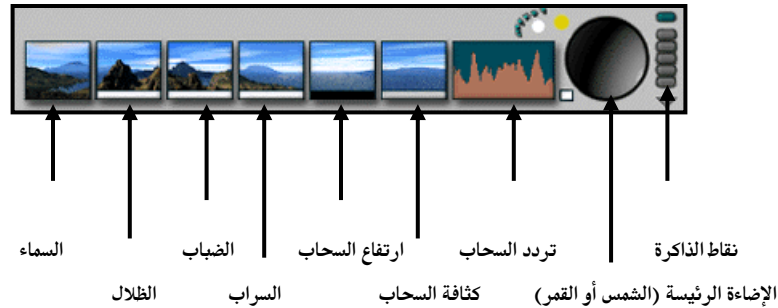 نقاط الذاكرة تردد السحاب ارتفاع السحاب الضباب السماء
الإضاءة الرئيسة (الشمس أو القمر) كثافة السحاب السراب الظلال